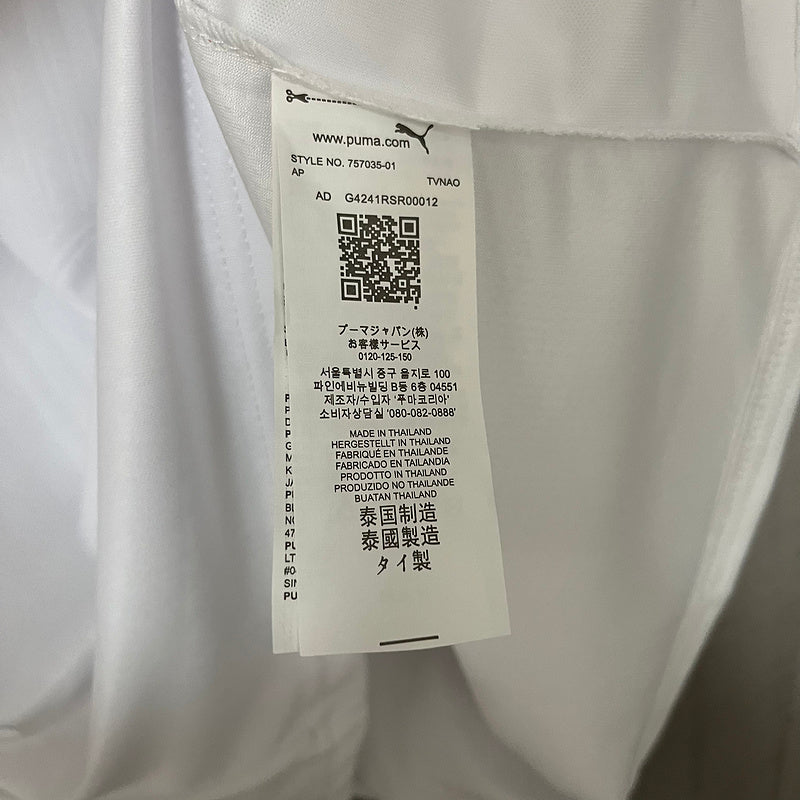 www.puma.com
STYLE NO. 757035-01
AP TVNAO
AD G4241RSR00012
プーマジャパン(株)
お客様サービス
0120-125-150
서울특별시 중구 을지로 100
파인에비뉴빌딩 B동 6층 04551
제조자/수입자 '푸마코리아'
소비자상담실 '080-082-0888'
MADE IN THAILAND
HERGESTELLT IN THAILAND
FABRIQUÉ EN THAILANDE
FABRICADO EN TAILANDIA
PRODOTTO IN THAILAND
PRODUZIDO NO THAILANDE
BUATAN THAILAND
泰国制造
泰國製造
タイ製